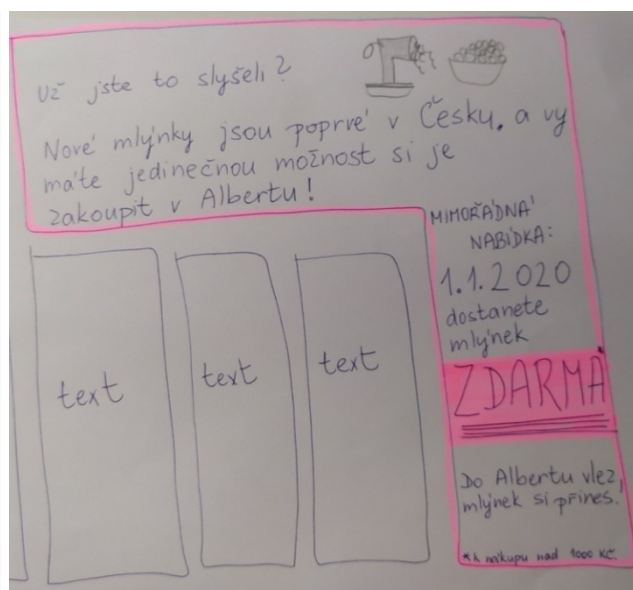 Už jste to slyšeli?
Nové mlýnky jsou poprvé v Česku. a vy
máte jedinečnou možnost si je
zakoupit v Albertu!
MIMOŘÁDNÁ
NABÍDKA:
1.1.2020
dostanete
mlýnek
ZDARMA
Do Albertu vlez,
mlýnek si přines!
*k nákupu nad 1000 Kč.
text
text
text